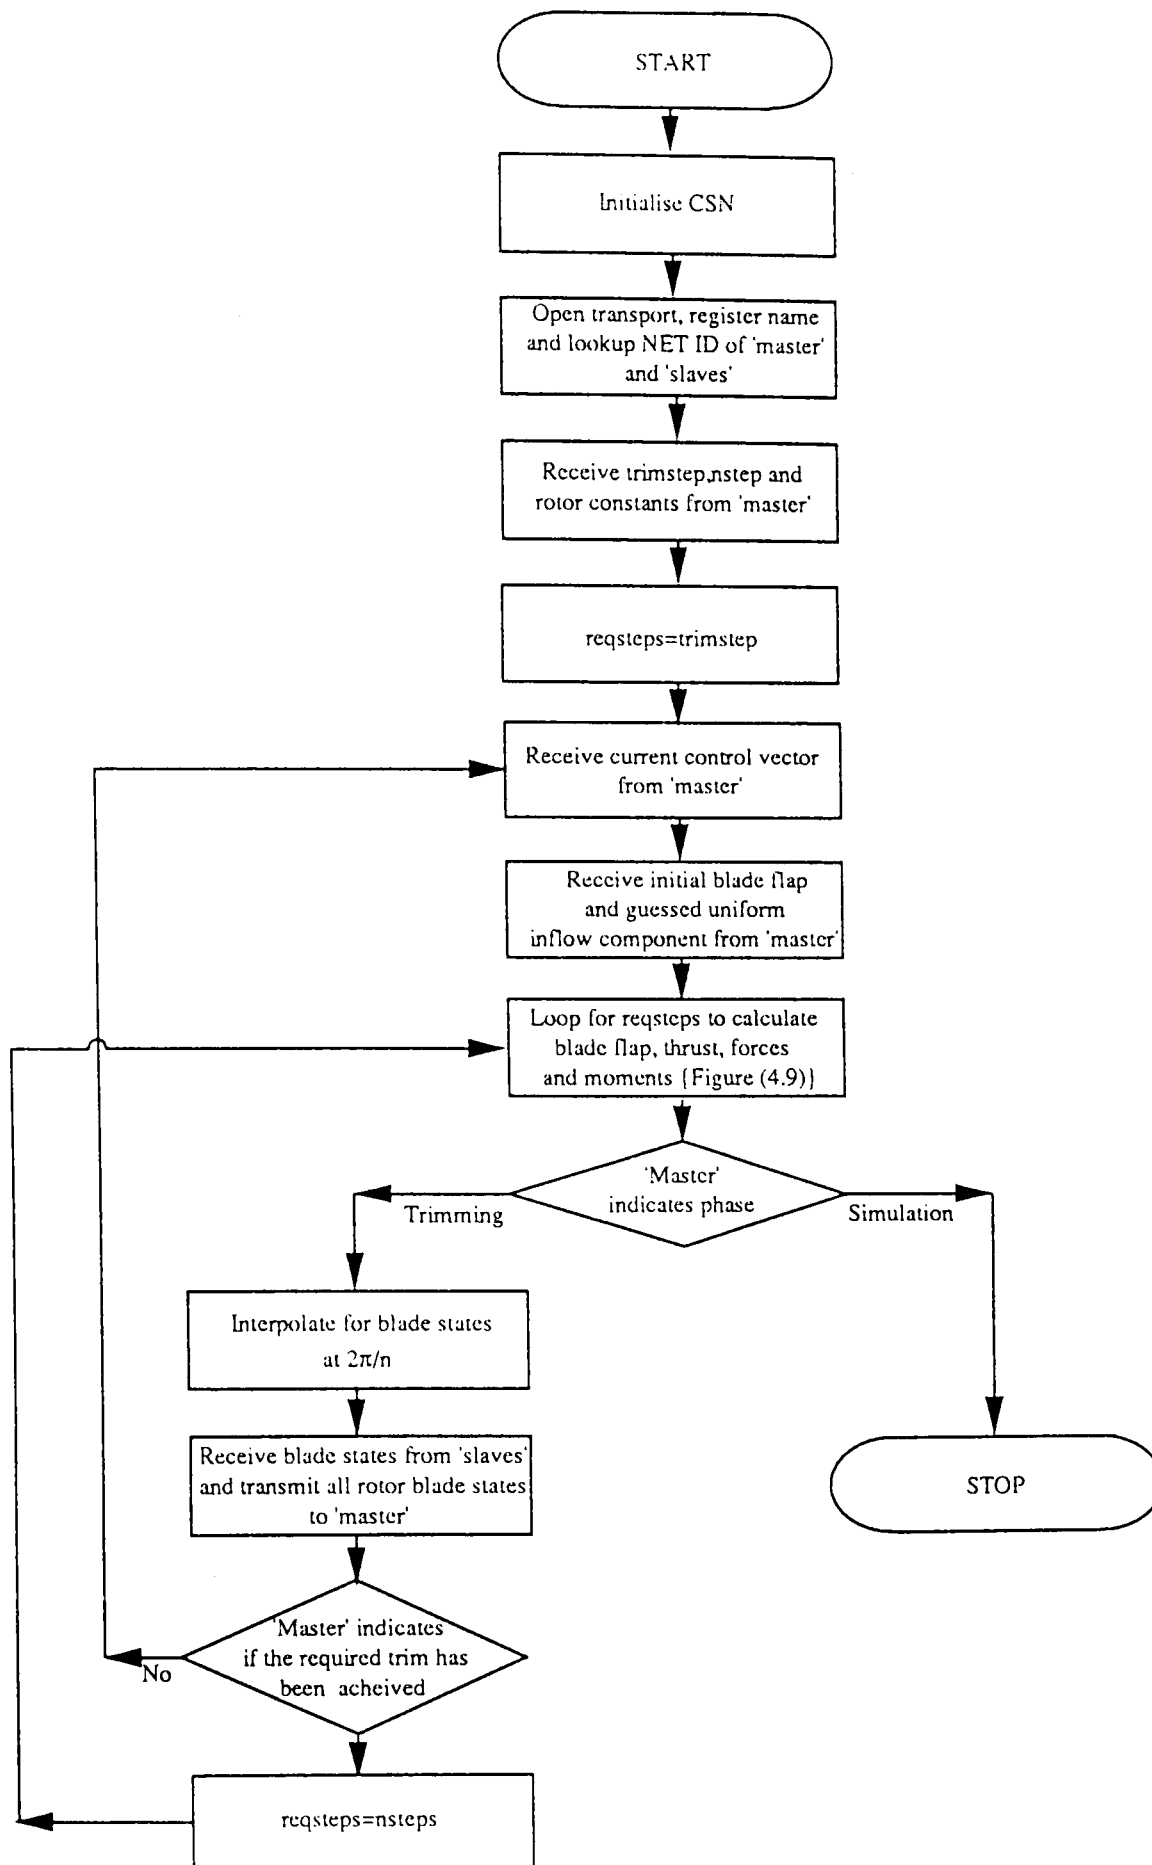 START
Initialise CSN
Open transport, register name
and lookup NET ID of 'master'
and 'slaves'
Receive trimstep,nstep and
rotor constants from 'master'
reqsteps=trimstep
Receive current control vector
from 'master'
Receive initial blade flap
and guessed uniform
inflow component from 'master'
Loop for reqsteps to calculate
blade flap, thrust, forces
and moments {Figure (4.9)}
'Master'
indicates phase
Trimming
Simulation
Interpolate for blade states
at 2π/n
Receive blade states from 'slaves'
and transmit all rotor blade states
to 'master'
STOP
'Master' indicates
if the required trim has
been acheived
No
reqsteps=nsteps